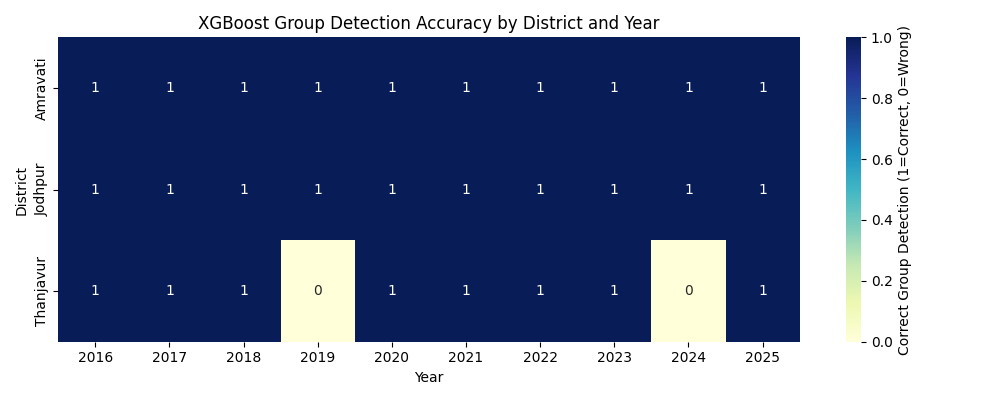 XGBoost Group Detection Accuracy by District and Year
District
Amravati
1 1 1 1 1 1 1 1 1 1
Jodhpur
1 1 1 1 1 1 1 1 1 1
Thanjavur
1 1 1 0 1 1 1 1 0 1
2016 2017 2018 2019 2020 2021 2022 2023 2024 2025
Year
1.0
0.8
0.6
0.4
0.2
0.0
Correct Group Detection (1=Correct, 0=Wrong)